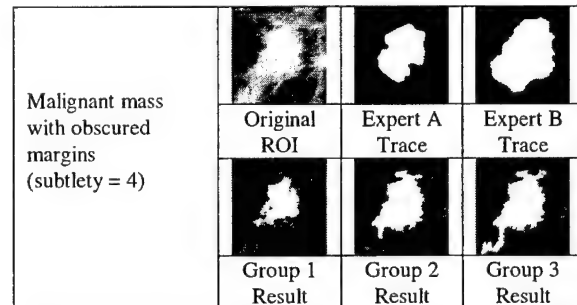 Malignant mass
with obscured
margins
(subtlety = 4)
Original
ROI
Expert A
Trace
Expert B
Trace
Group 1
Result
Group 2
Result
Group 3
Result